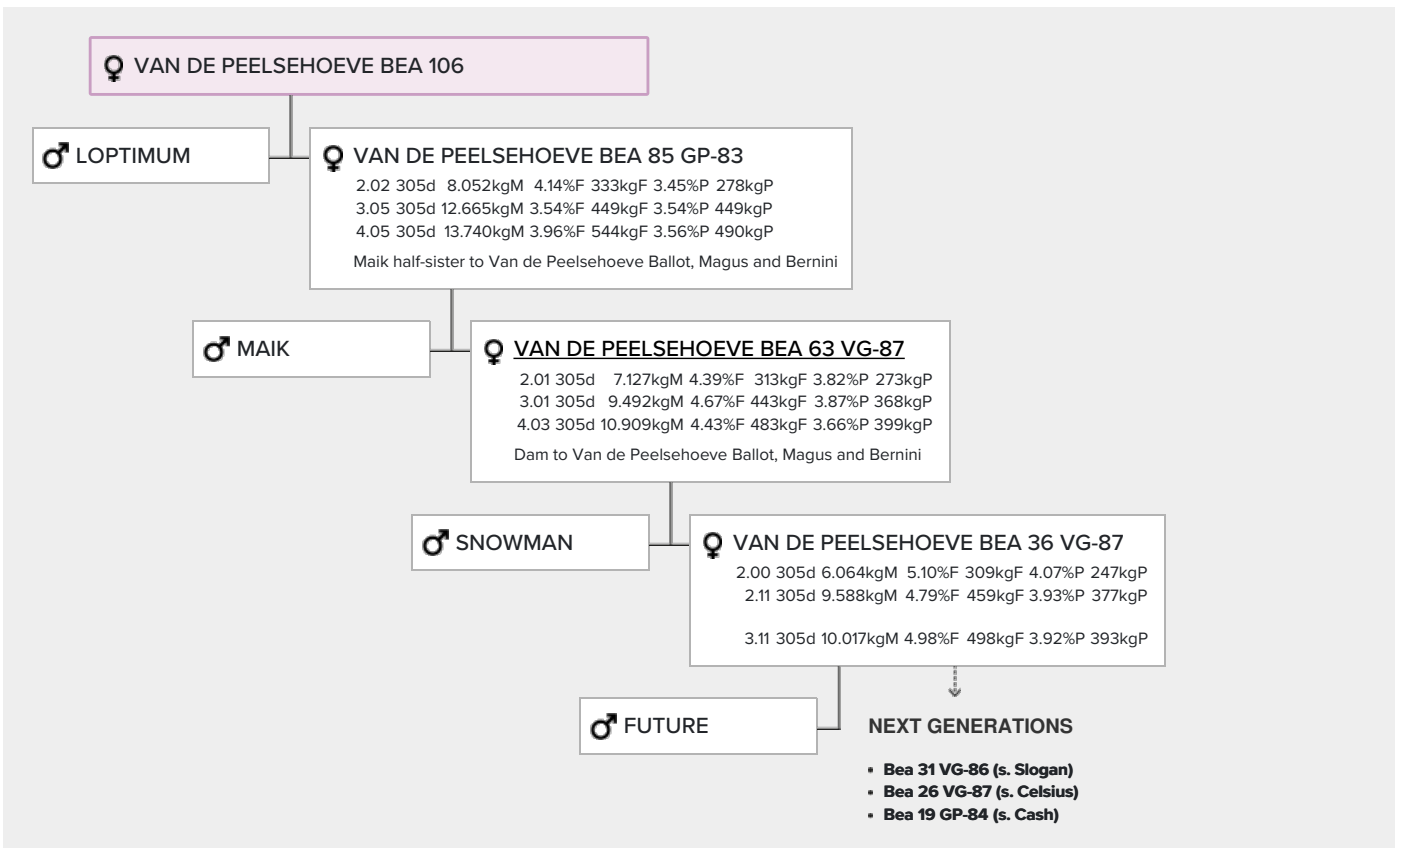 VAN DE PEELSEHOEVE BEA 106
LOPTIMUM
VAN DE PEELSEHOEVE BEA 85 GP-83
2.02 305d 8.052kgM 4.14%F 333kgF 3.45%P 278kgP
3.05 305d 12.665kgM 3.54%F 449kgF 3.54%P 449kgP
4.05 305d 13.740kgM 3.96%F 544kgF 3.56%P 490kgP
Maik half-sister to Van de Peelsehoeve Ballot, Magus and Bernini
MAIK
VAN DE PEELSEHOEVE BEA 63 VG-87
2.01 305d 7.127kgM 4.39%F 313kgF 3.82%P 273kgP
3.01 305d 9.492kgM 4.67%F 443kgF 3.87%P 368kgP
4.03 305d 10.909kgM 4.43%F 483kgF 3.66%P 399kgP
Dam to Van de Peelsehoeve Ballot, Magus and Bernini
SNOWMAN
VAN DE PEELSEHOEVE BEA 36 VG-87
2.00 305d 6.064kgM 5.10%F 309kgF 4.07%P 247kgP
2.11 305d 9.588kgM 4.79%F 459kgF 3.93%P 377kgP
3.11 305d 10.017kgM 4.98%F 498kgF 3.92%P 393kgP
FUTURE
NEXT GENERATIONS
• Bea 31 VG-86 (s. Slogan)
• Bea 26 VG-87 (s. Celsius)
• Bea 19 GP-84 (s. Cash)